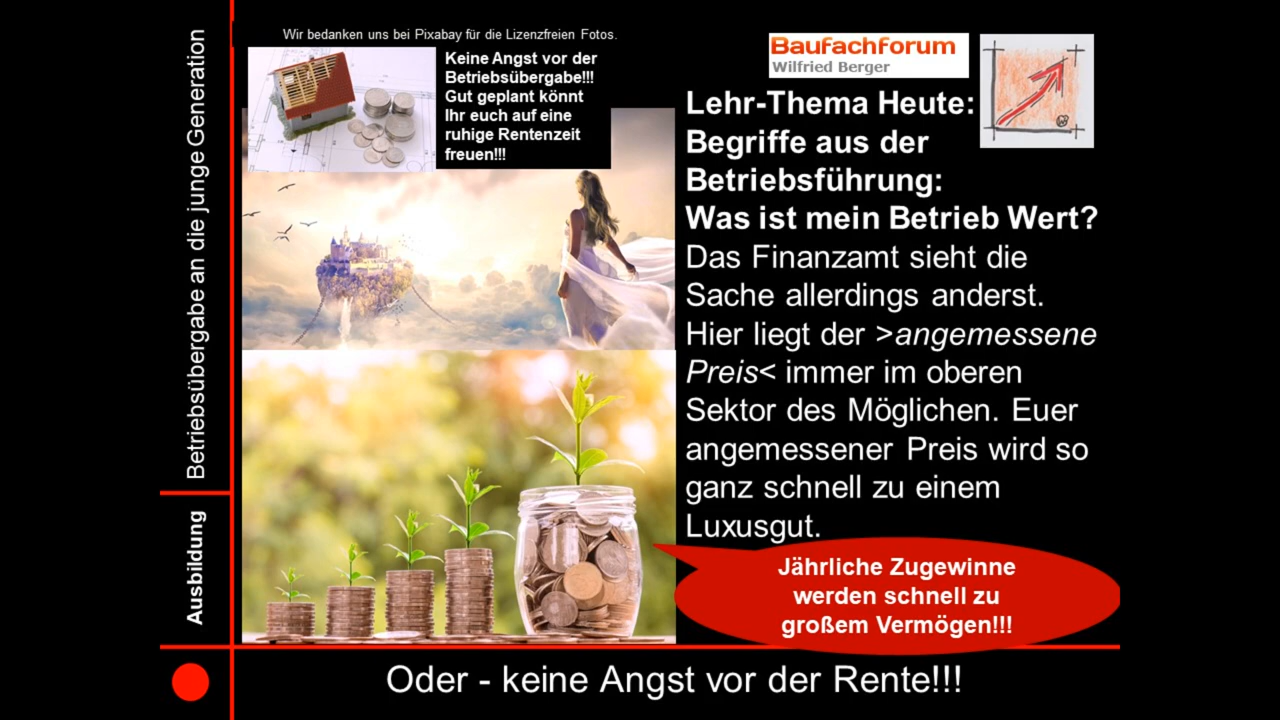 Betriebsübergabe an die junge Generation
Ausbildung
Wir bedanken uns bei Pixabay für die Lizenzfreien Fotos.
Keine Angst vor der
Betriebsübergabe!!!
Gut geplant könnt
Ihr euch auf eine
ruhige Rentenzeit
freuen!!!
Baufachforum
Wilfried Berger
Lehr-Thema Heute:
Begriffe aus der
Betriebsführung:
Was ist mein Betrieb Wert?
Das Finanzamt sieht die
Sache allerdings anderst.
Hier liegt der >angemessene
Preis< immer im oberen
Sektor des Möglichen. Euer
angemessener Preis wird so
ganz schnell zu einem
Luxusgut.
Jährliche Zugewinne
werden schnell zu
großem Vermögen!!!
Oder - keine Angst vor der Rente!!!